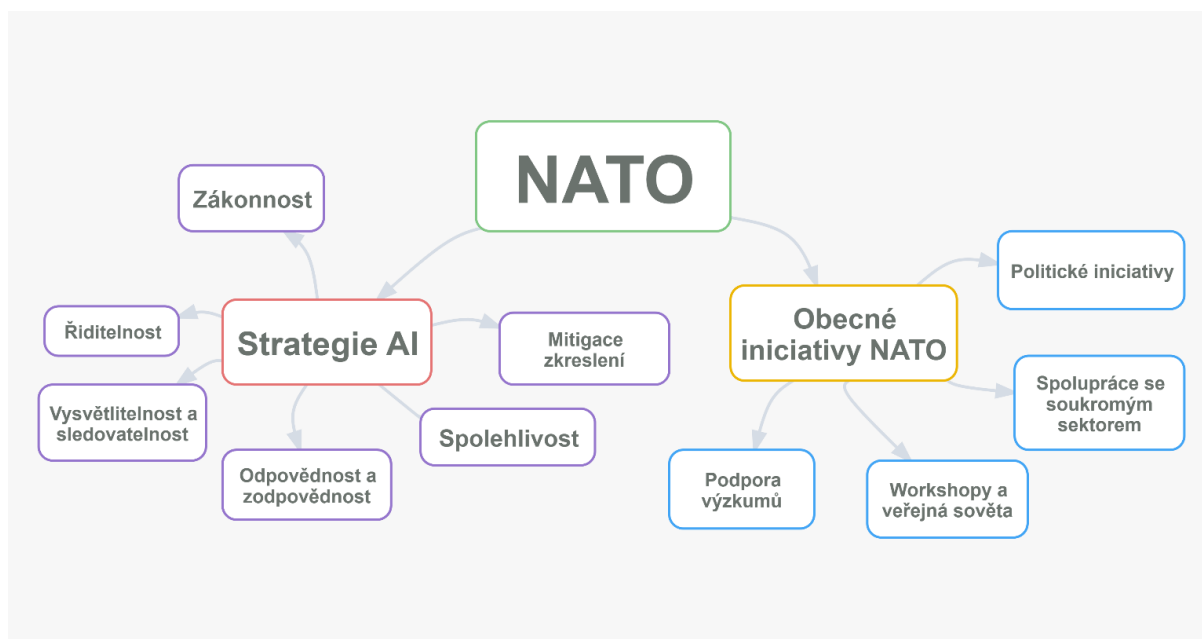 NATO
Zákonnost
Politické iniciativy
Řiditelnost
Strategie AI
Mitigace
zkreslení
Obecné
iniciativy NATO
Vysvětlitelnost a
sledovatelnost
Spolehlivost
Spolupráce se
soukromým
sektorem
Odpovědnost a
zodpovědnost
Podpora
výzkumů
Workshopy a
veřejná sověta